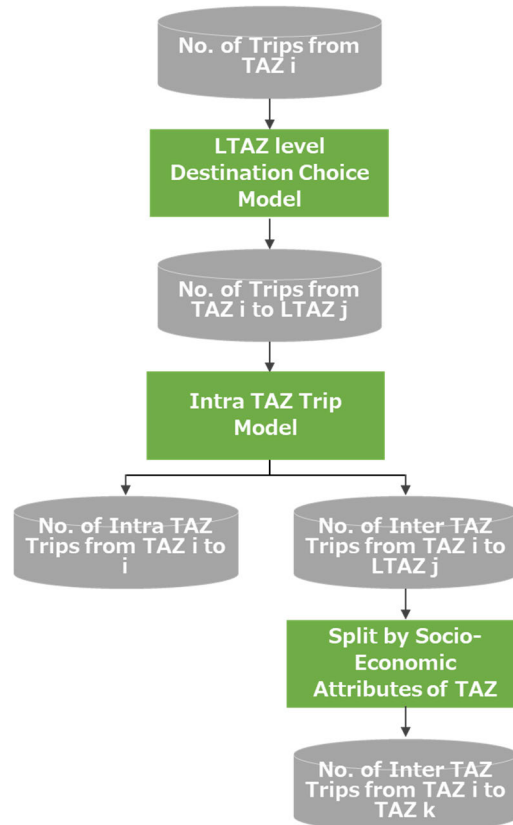 No. of Trips from
TAZ i
LTAZ level
Destination Choice
Model
No. of Trips from
TAZ i to LTAZ j
Intra TAZ Trip
Model
No. of Intra TAZ
Trips from TAZ i to
i
No. of Inter TAZ
Trips from TAZ i to
LTAZ j
Split by Socio-
Economic
Attributes of TAZ
No. of Inter TAZ
Trips from TAZ i to
TAZ k